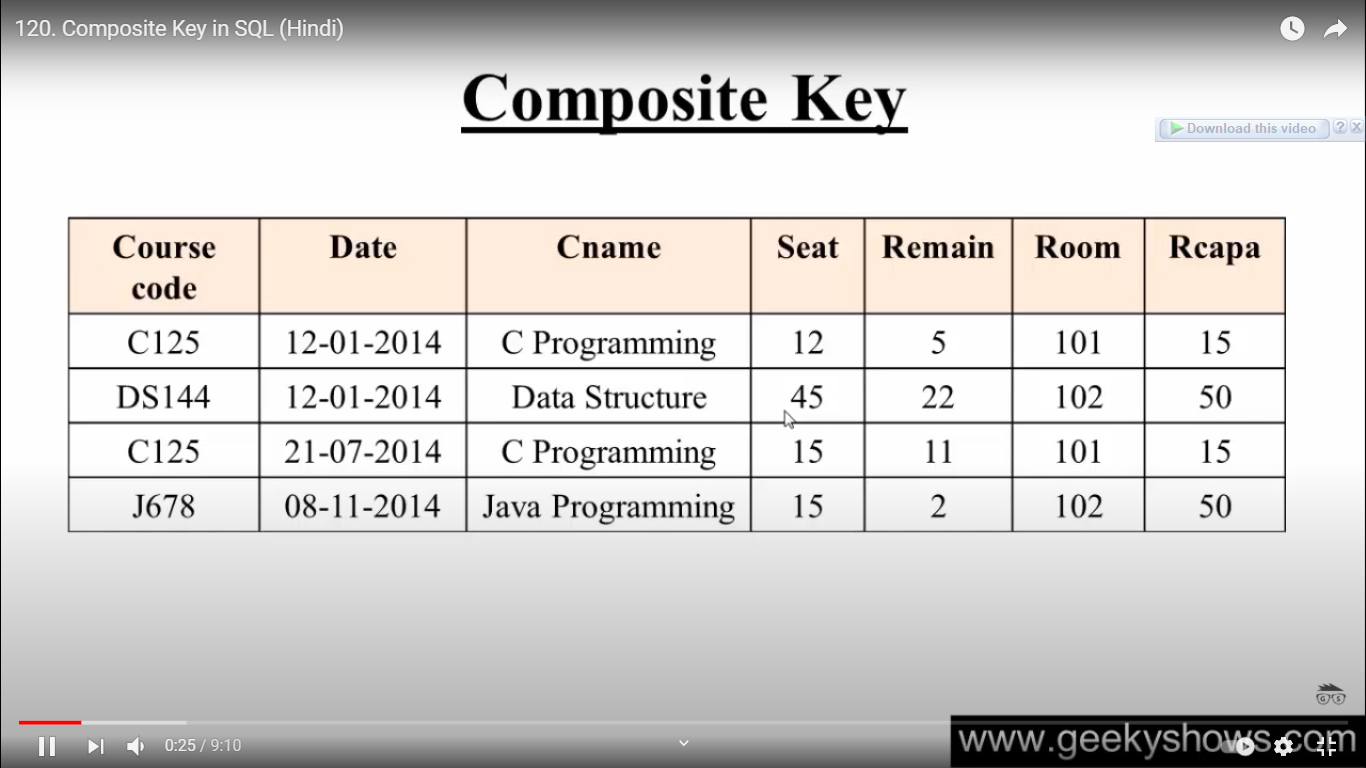 120. Composite Key in SQL (Hindi)
Composite Key
Download this video
Course code Date Cname Seat Remain Room Rcapa
C125 12-01-2014 C Programming 12 5 101 15
DS144 12-01-2014 Data Structure 45 22 102 50
C125 21-07-2014 C Programming 15 11 101 15
J678 08-11-2014 Java Programming 15 2 102 50
GS
0:25 / 9:10
www.geekyshows.com